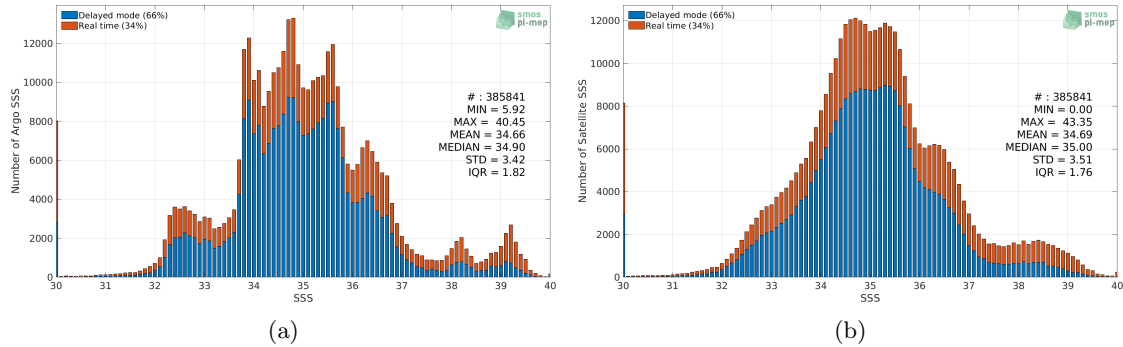 Delayed mode (66%)
Real time (34%)
smos
pi-mep
# : 385841
MIN = 5.92
MAX = 40.45
MEAN = 34.66
MEDIAN = 34.90
STD = 3.42
IQR = 1.82
Number of Argo SSS
12000
10000
8000
6000
4000
2000
0
30 31 32 33 34 35 36 37 38 39 40
SSS
(a)
Delayed mode (66%)
Real time (34%)
smos
pi-mep
# : 385841
MIN = 0.00
MAX = 43.35
MEAN = 34.69
MEDIAN = 35.00
STD = 3.51
IQR = 1.76
Number of Satellite SSS
12000
10000
8000
6000
4000
2000
0
30 31 32 33 34 35 36 37 38 39 40
SSS
(b)